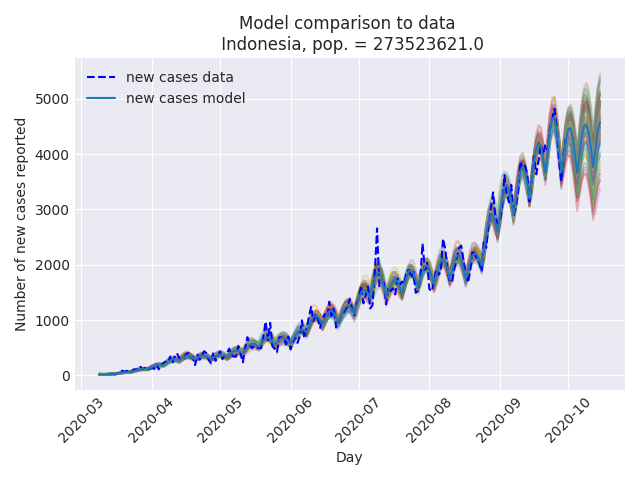 Model comparison to data
Indonesia, pop. = 273523621.0
new cases data
new cases model
Number of new cases reported
5000
4000
3000
2000
1000
0
2020-03
2020-04
2020-05
2020-06
2020-07
2020-08
2020-09
2020-10
Day